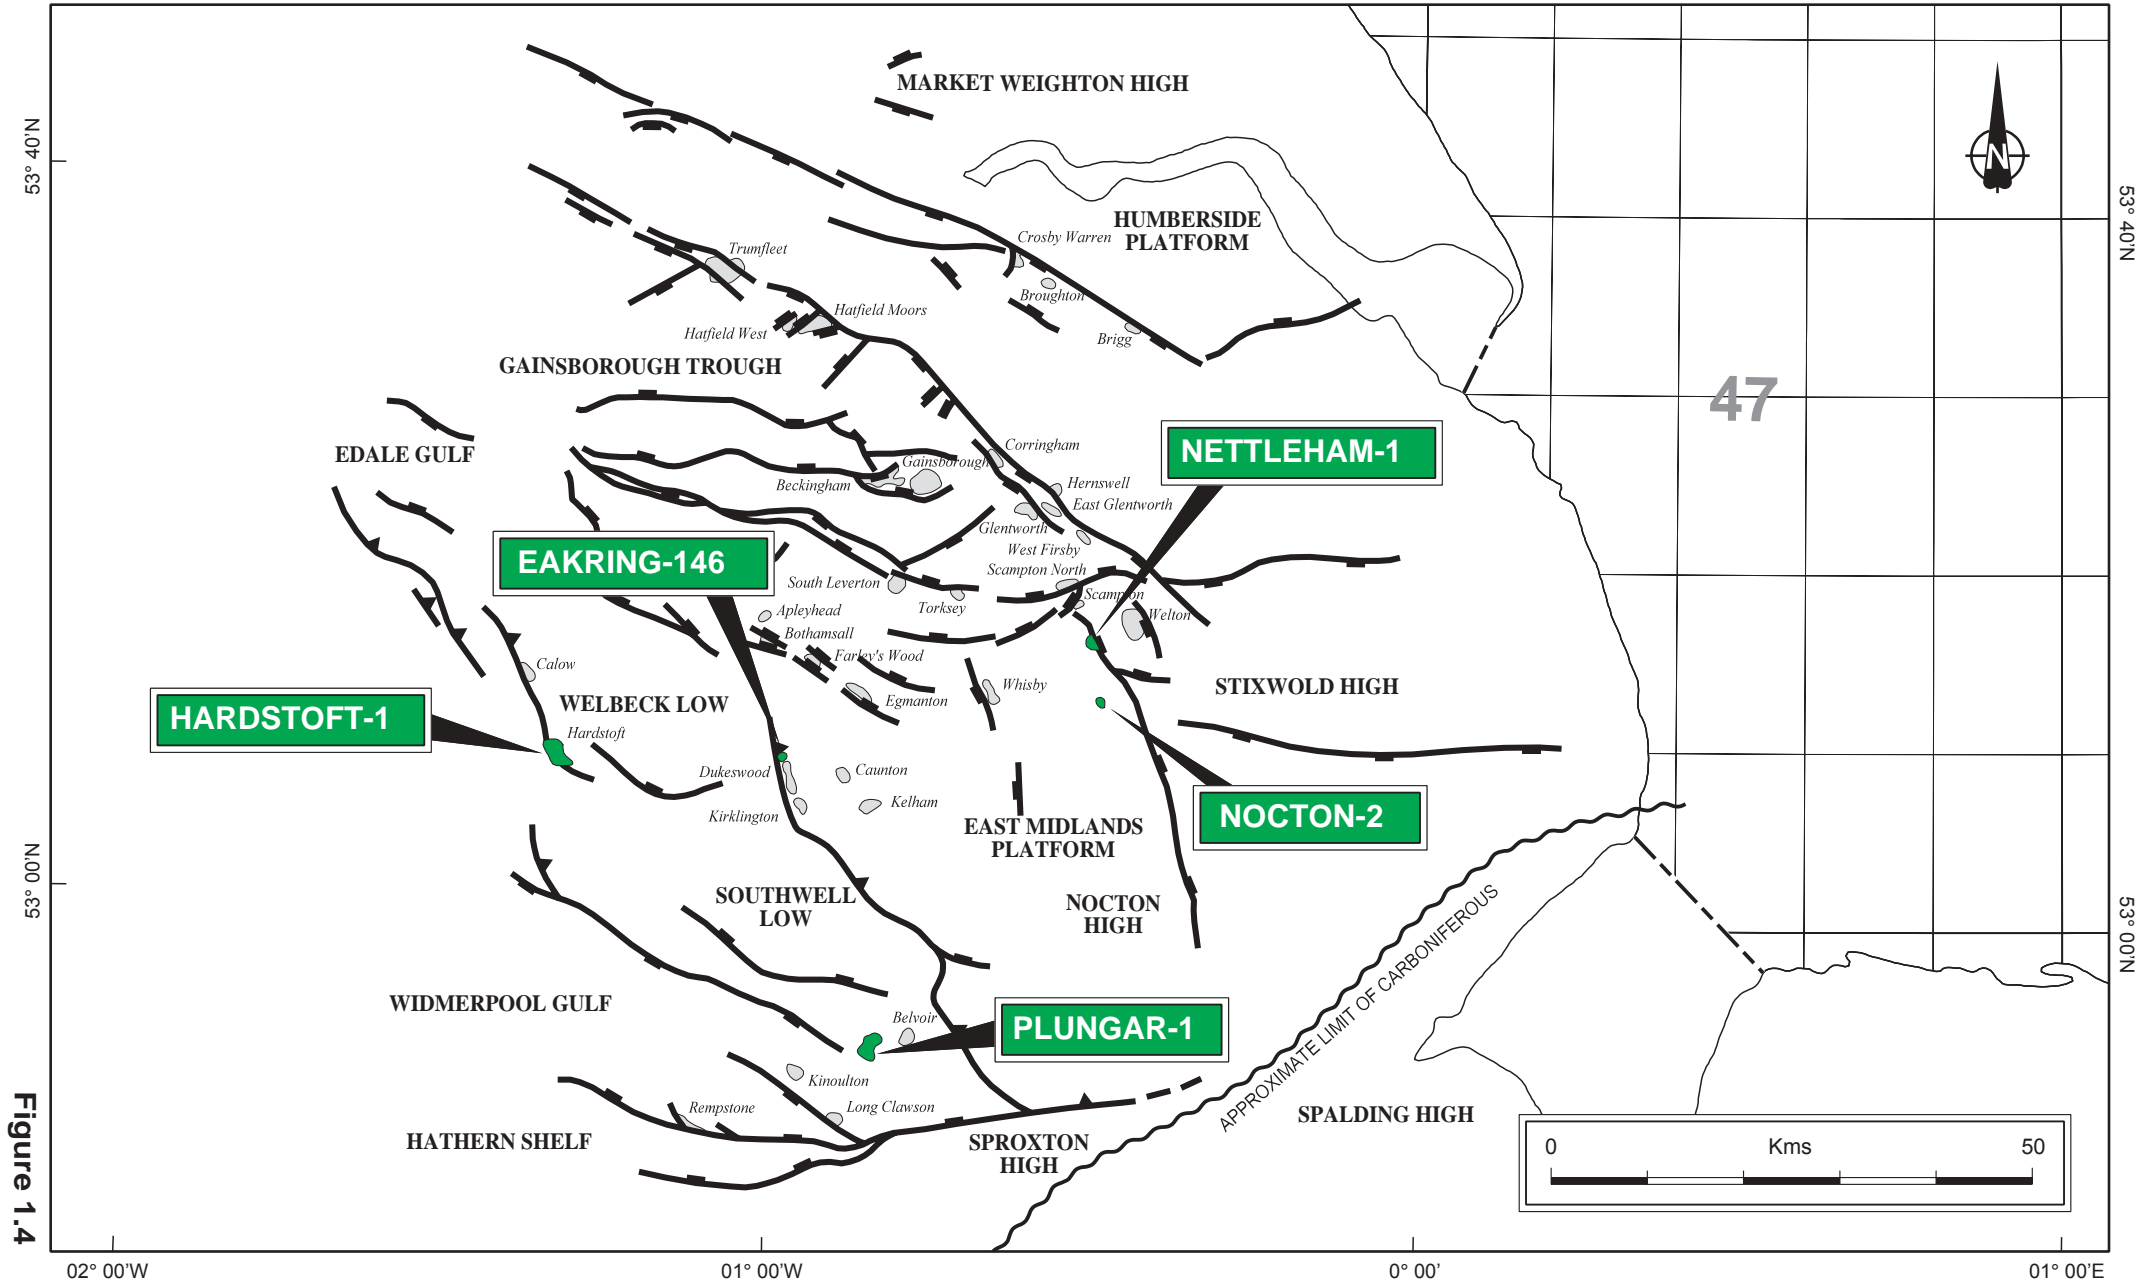 MARKET WEIGHTON HIGH
53° 40'N
N
53° 40'N
HUMBERSIDE
PLATFORM
Crosby Warren
Trumfleet
Broughton
Hatfield Moors
Hatfield West
Brigg
GAINSBOROUGH TROUGH
47
EDALE GULF
Corringham
NETTLEHAM-1
Gainsborough
Beckingham
Hernswell
East Glentworth
Glentworth
West Firsby
EAKRING-146
Scampton North
South Leverton
Scampton
Torksey
Apleyhead
Welton
Bothamsall
Farley's Wood
Calow
Whisby
STIXWOLD HIGH
Egmanton
WELBECK LOW
HARDSTOFT-1
Hardstoft
Dukeswood
Caunton
Kelham
Kirklington
NOCTON-2
EAST MIDLANDS
PLATFORM
53° 00'N
SOUTHWELL
LOW
NOCTON
HIGH
APPROXIMATE LIMIT OF CARBONIFEROUS
53° 00'N
WIDMERPOOL GULF
Belvoir
PLUNGAR-1
Kinoulton
Rempstone
Long Clawson
SPALDING HIGH
HATHERN SHELF
SPROXTON
HIGH
0 Kms 50
Figure 1.4
02° 00'W 01° 00'W 0° 00' 01° 00'E